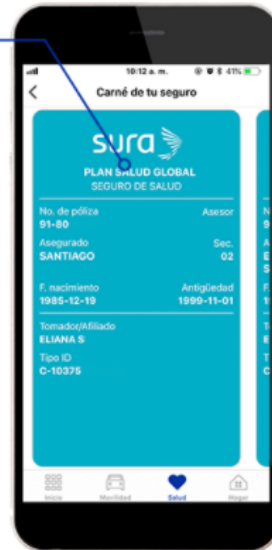 10:12 a. m. 41%
Carné de tu seguro
sura
PLAN SALUD GLOBAL
SEGURO DE SALUD
No. de póliza Asesor
91-80
Asegurado Sec.
SANTIAGO 02
F. nacimiento Antigüedad
1985-12-19 1999-11-01
Tomador/Afiliado
ELIANA S
Tipo ID
C-10375
Inicio Movilidad Salud Hogar